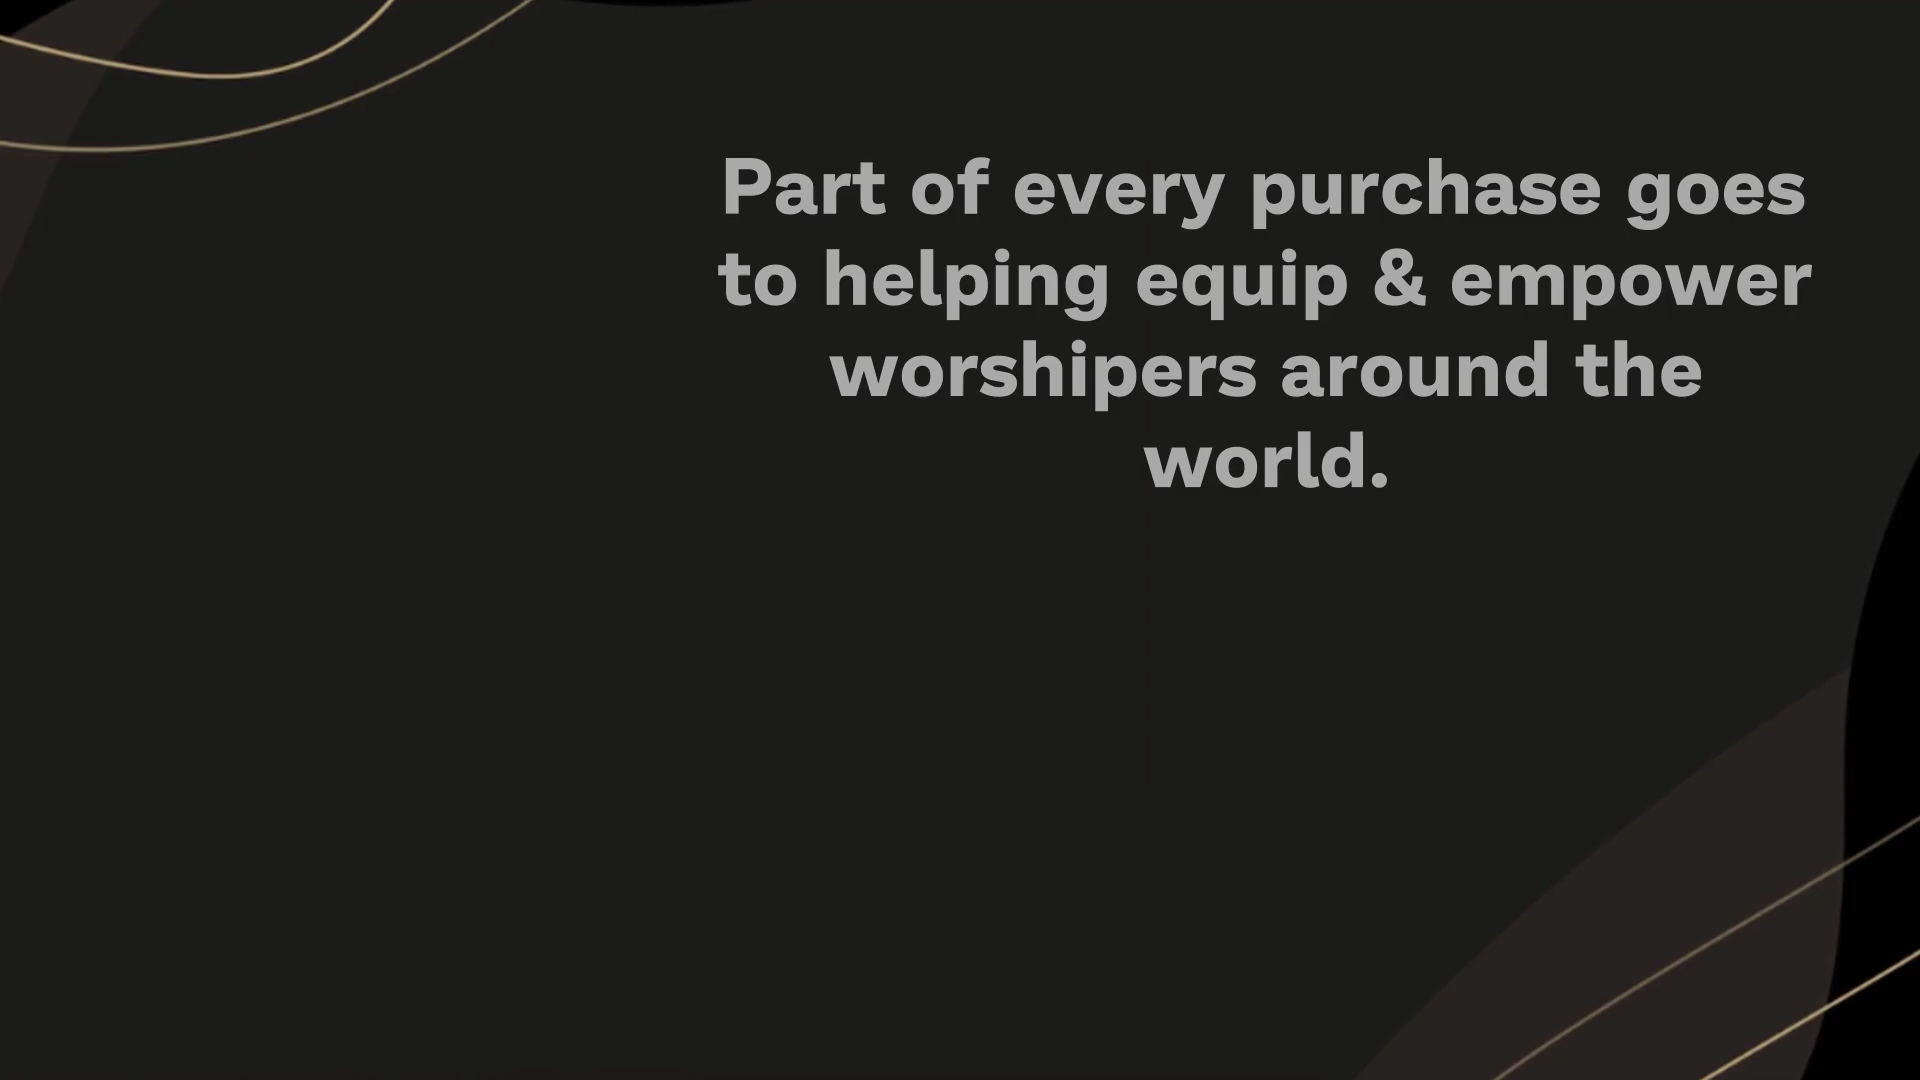 Part of every purchase goes
to helping equip & empower
worshipers around the
world.